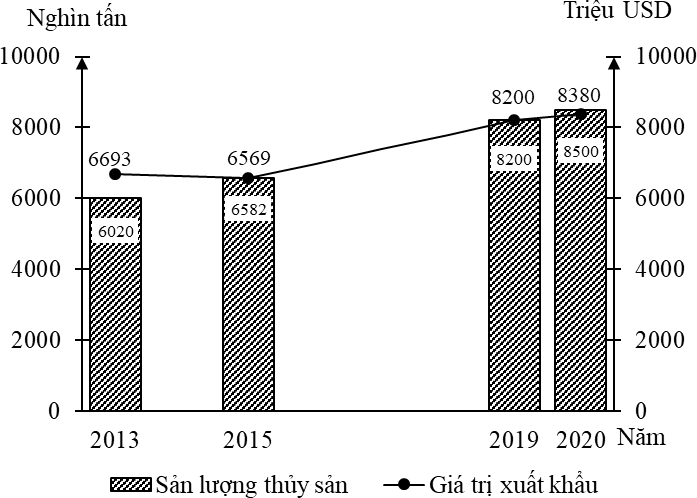 Nghìn tấn Triệu USD
10000 10000
8200 8380
8000 8200 8500 8000
6693 6569
6000 6020 6582 6000
4000 4000
2000 2000
0 0
2013 2015 2019 2020 Năm
Sản lượng thủy sản Giá trị xuất khẩu